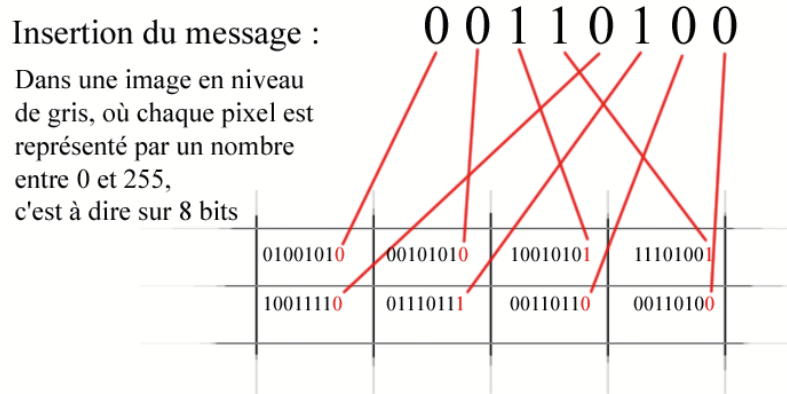 Insertion du message : 0 0 1 1 0 1 0 0
Dans une image en niveau
de gris, où chaque pixel est
représenté par un nombre
entre 0 et 255,
c'est à dire sur 8 bits
01001010 00101010 10010101 11101001
10011110 01110111 00110110 00110100